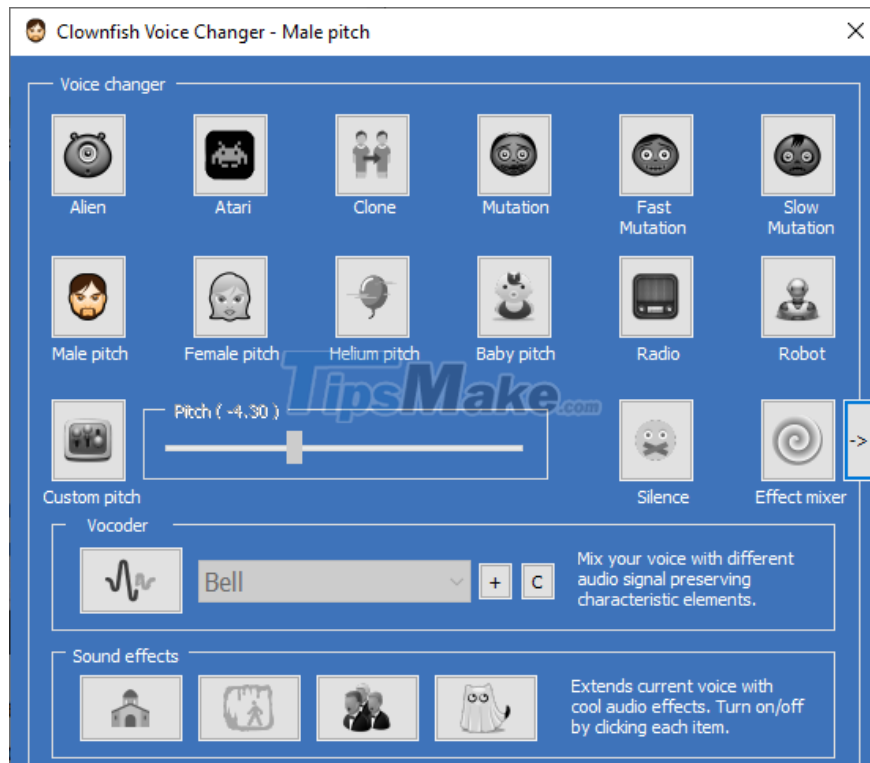 Clownfish Voice Changer - Male pitch
Voice changer
Alien
Atari
Clone
Mutation
Fast
Mutation
Slow
Mutation
Male pitch
Female pitch
Helium pitch
Baby pitch
Radio
Robot
TipsMake.com
Pitch ( -4.30 )
->
Custom pitch
Silence
Effect mixer
Vocoder
Bell
+
C
Mix your voice with different
audio signal preserving
characteristic elements.
Sound effects
Extends current voice with
cool audio effects. Turn on/off
by clicking each item.